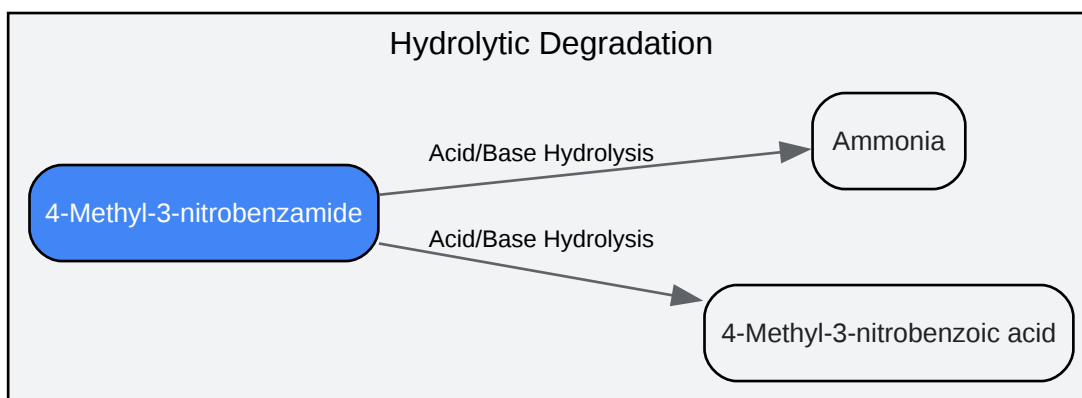 Hydrolytic Degradation
Acid/Base Hydrolysis
Ammonia
4-Methyl-3-nitrobenzamide
Acid/Base Hydrolysis
4-Methyl-3-nitrobenzoic acid